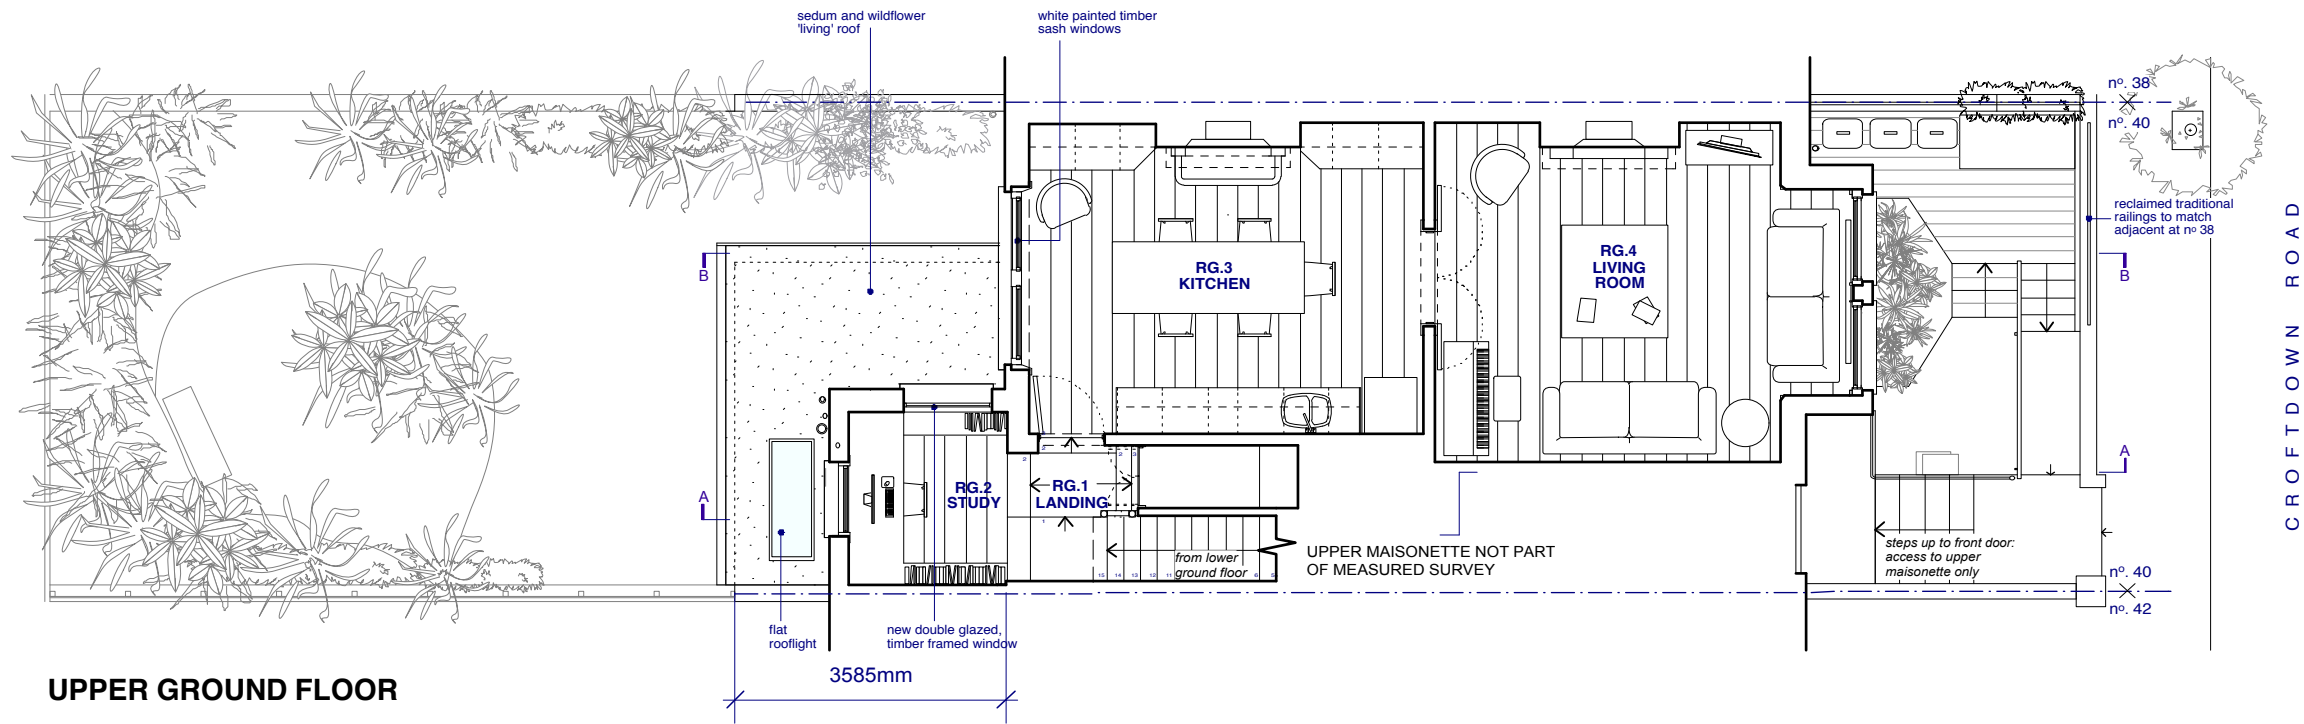 sedum and wildflower
'living' roof
white painted timber
sash windows
nº. 38
nº. 40
reclaimed traditional
railings to match
adjacent at nº 38
CROFTDOWN ROAD
B
B
RG.3
KITCHEN
RG.4
LIVING
ROOM
A
A
RG.2
STUDY
RG.1
LANDING
from lower
ground floor
UPPER MAISONETTE NOT PART
OF MEASURED SURVEY
steps up to front door:
access to upper
maisonette only
nº. 40
nº. 42
flat
rooflight
new double glazed,
timber framed window
3585mm
UPPER GROUND FLOOR